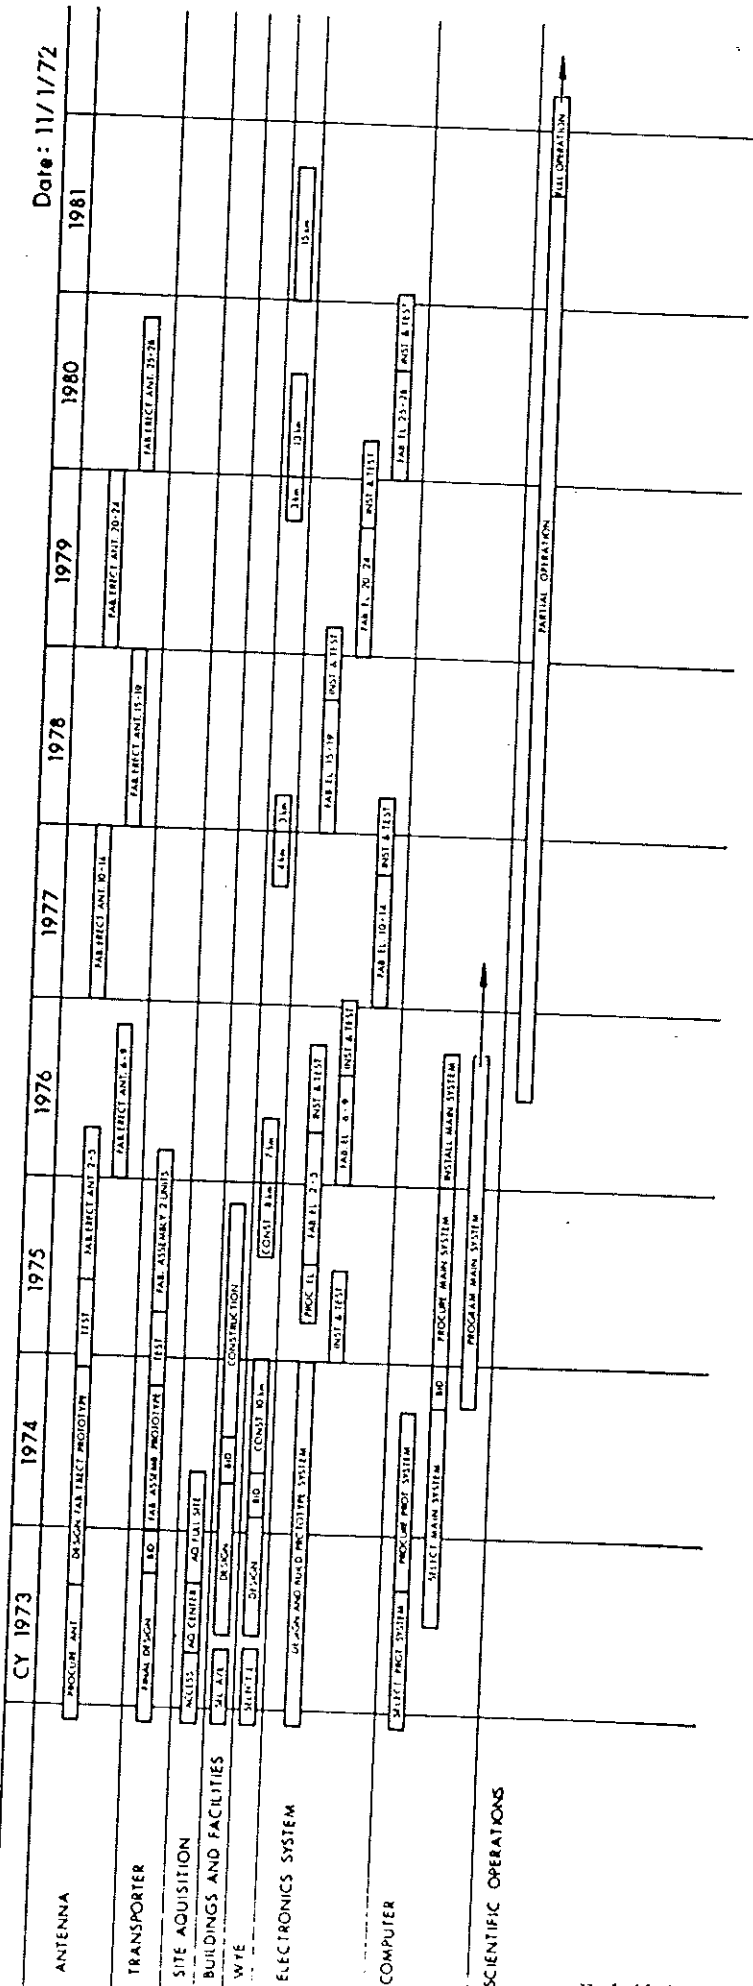 Date: 11/1/72
CY 1973 1974 1975 1976 1977 1978 1979 1980 1981
ANTENNA
PROCURE ANT DESIGN FAB ERECT PROTOTYPE TEST FAB ERECT ANT 2-5
FAB ERECT ANT. 6-9
FAB. ERECT ANT. 10-14
FAB. ERECT ANT. 15-19
FAB ERECT ANT. 20-24
FAB ERECT ANT. 25-28
TRANSPORTER
FINAL DESIGN BID FAB ASSEMB PROTOTYPE TEST FAB. ASSEMBLY 2 UNITS
SITE AQUISITION
ACCESS AQ CENTER AQ FULL SITE
BUILDINGS AND FACILITIES
SEL A/E DESIGN BID CONSTRUCTION
WYE
SELECT E DESIGN BID CONST 10 km CONST 8 km 7 km
4 km 3 km
3 km 10 km
15 km
ELECTRONICS SYSTEM
DESIGN AND BUILD PROTOTYPE SYSTEM INST & TEST
PROC EL FAB EL 2-5 INST & TEST
FAB EL 6-9 INST & TEST
FAB EL 10-14 INST & TEST
FAB EL 15-19 INST & TEST
FAB EL 20-24 INST & TEST
FAB EL 25-28 INST & TEST
COMPUTER
SELECT PROT SYSTEM PROCURE PROT SYSTEM
SELECT MAIN SYSTEM BID PROCURE MAIN SYSTEM INSTALL MAIN SYSTEM
PROGRAM MAIN SYSTEM
SCIENTIFIC OPERATIONS
PARTIAL OPERATION FULL OPERATION